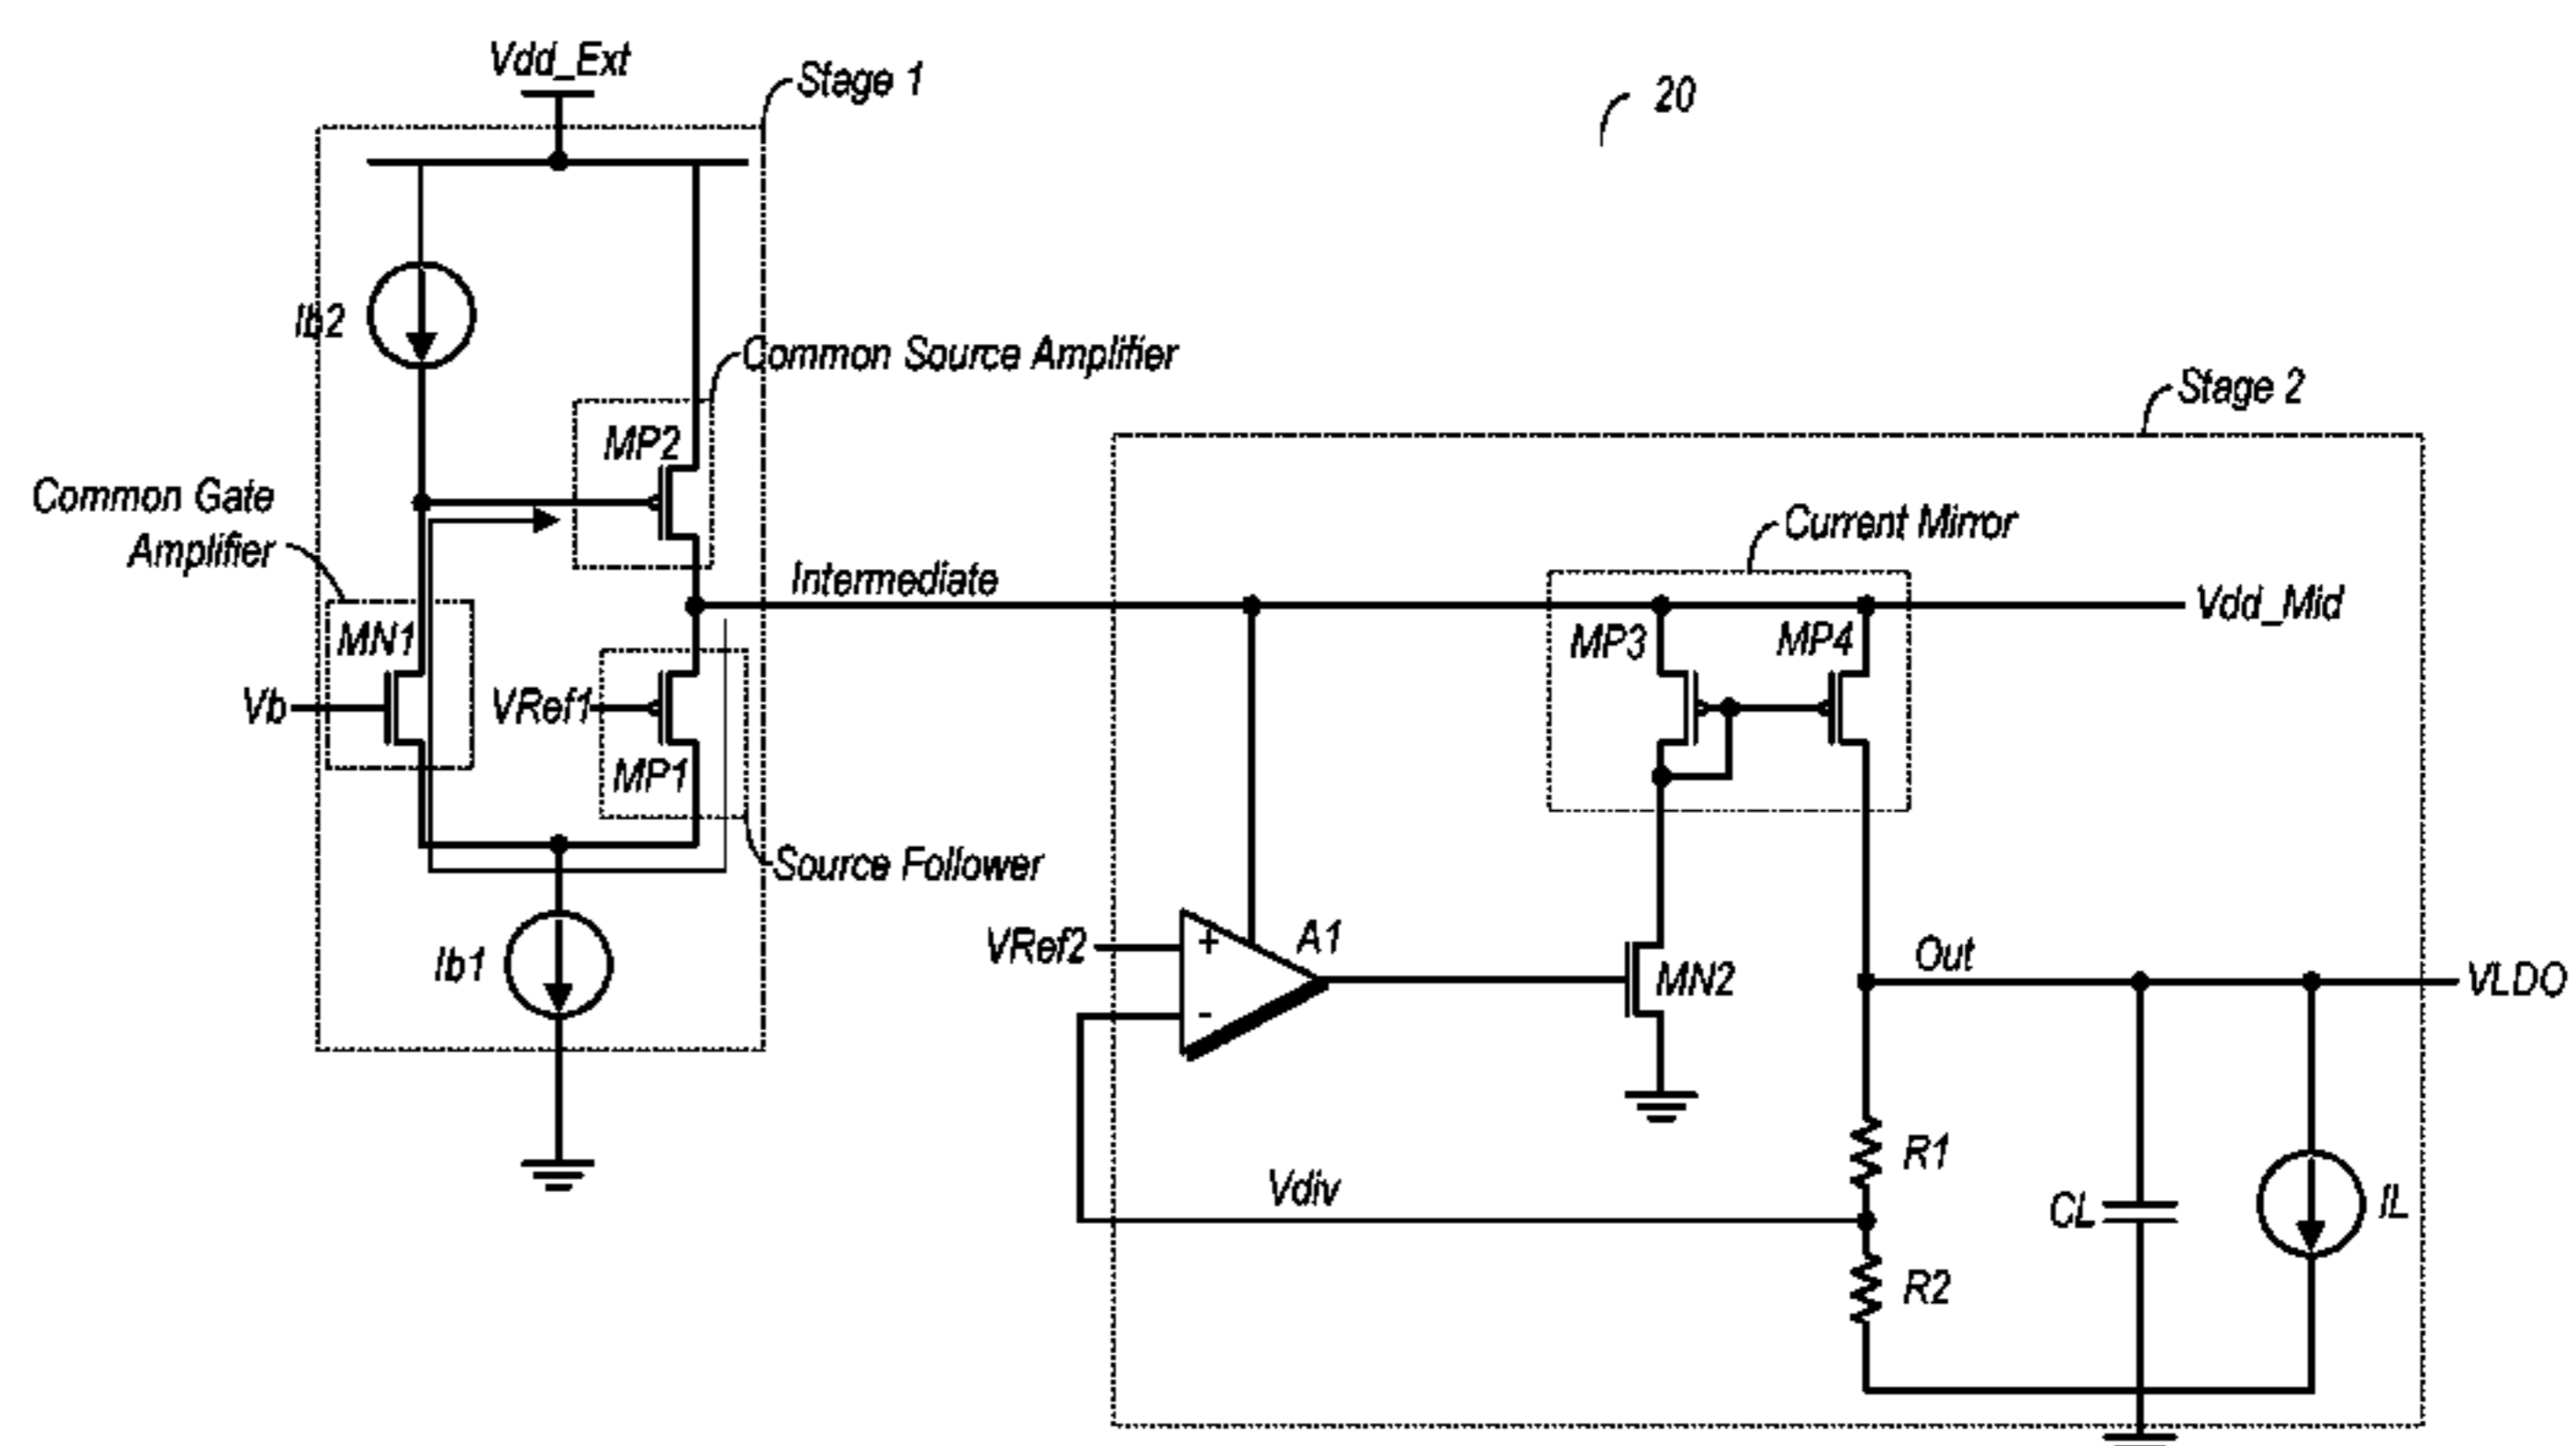 Vdd_Ext
Stage 1
20
Ib2
Common Source Amplifier
Stage 2
MP2
Common Gate
Amplifier
Current Mirror
Intermediate
Vdd_Mid
MN1
MP3
MP4
Vb
VRef1
MP1
Source Follower
Ib1
VRef2
+
A1
-
MN2
Out
VLDO
R1
Vdiv
CL
IL
R2